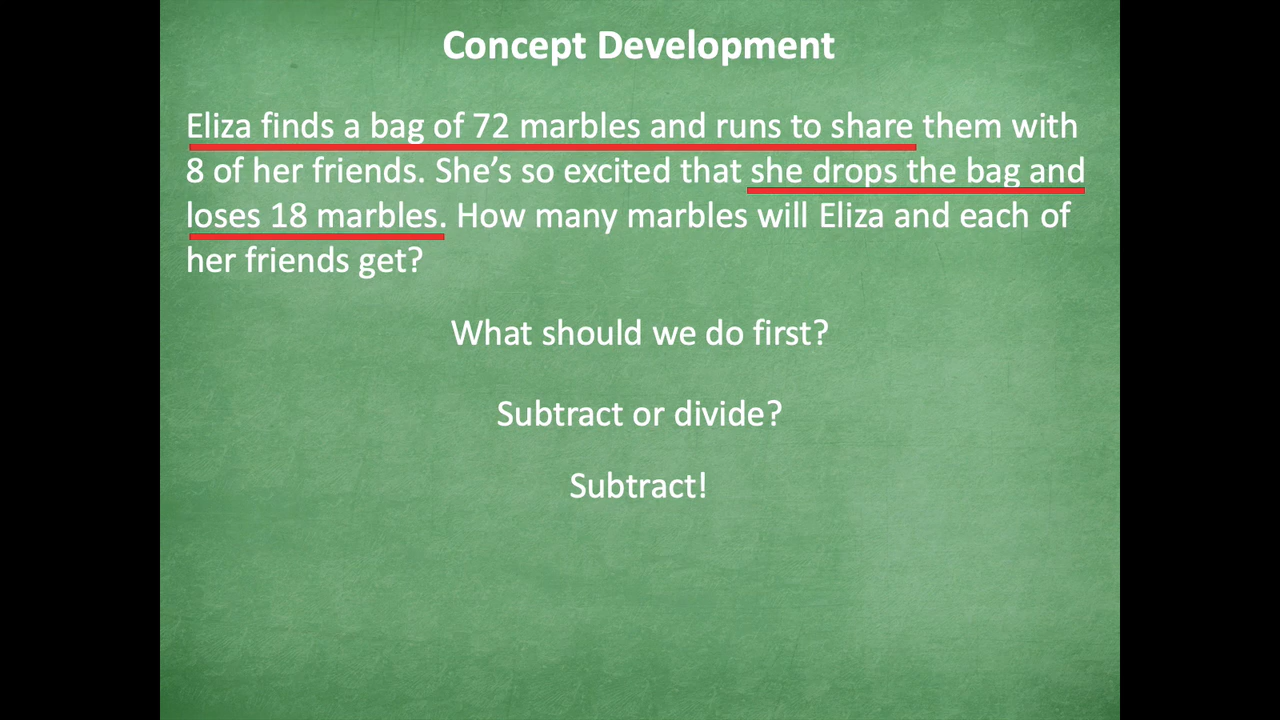 Concept Development
Eliza finds a bag of 72 marbles and runs to share them with
8 of her friends. She’s so excited that she drops the bag and
loses 18 marbles. How many marbles will Eliza and each of
her friends get?
What should we do first?
Subtract or divide?
Subtract!